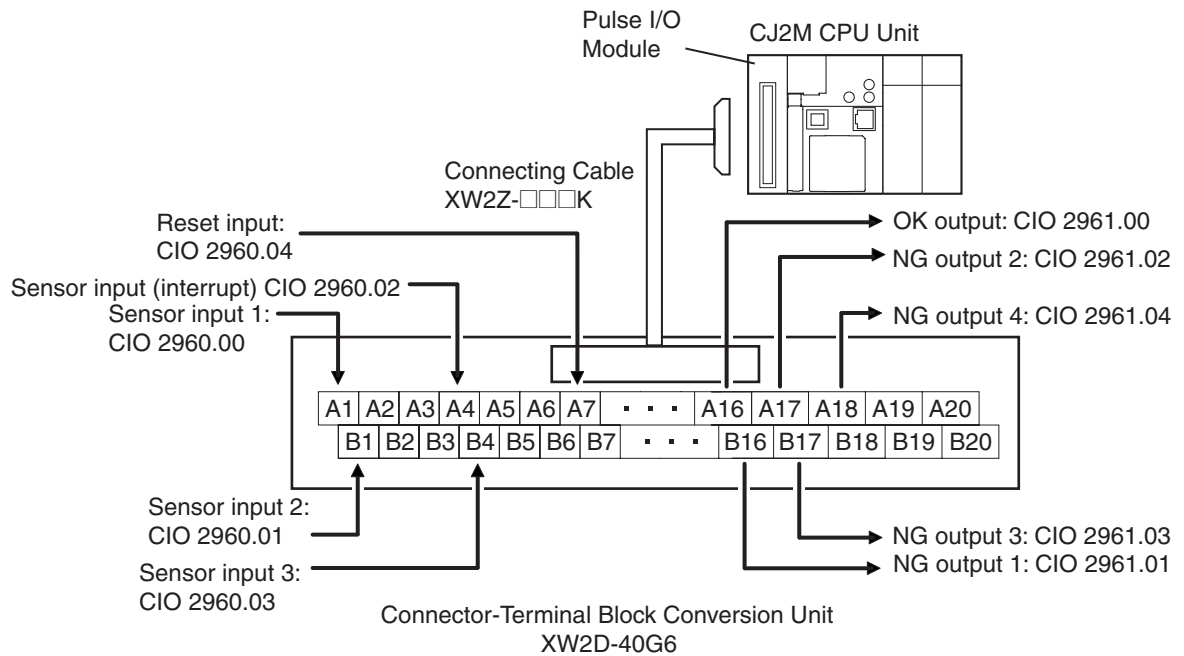 Pulse I/O
Module
CJ2M CPU Unit
Connecting Cable
XW2Z-□□□K
Reset input:
CIO 2960.04
Sensor input (interrupt) CIO 2960.02
Sensor input 1:
CIO 2960.00
OK output: CIO 2961.00
NG output 2: CIO 2961.02
NG output 4: CIO 2961.04
A1 A2 A3 A4 A5 A6 A7 · · · A16 A17 A18 A19 A20
B1 B2 B3 B4 B5 B6 B7 · · · B16 B17 B18 B19 B20
Sensor input 2:
CIO 2960.01
Sensor input 3:
CIO 2960.03
NG output 3: CIO 2961.03
NG output 1: CIO 2961.01
Connector-Terminal Block Conversion Unit
XW2D-40G6